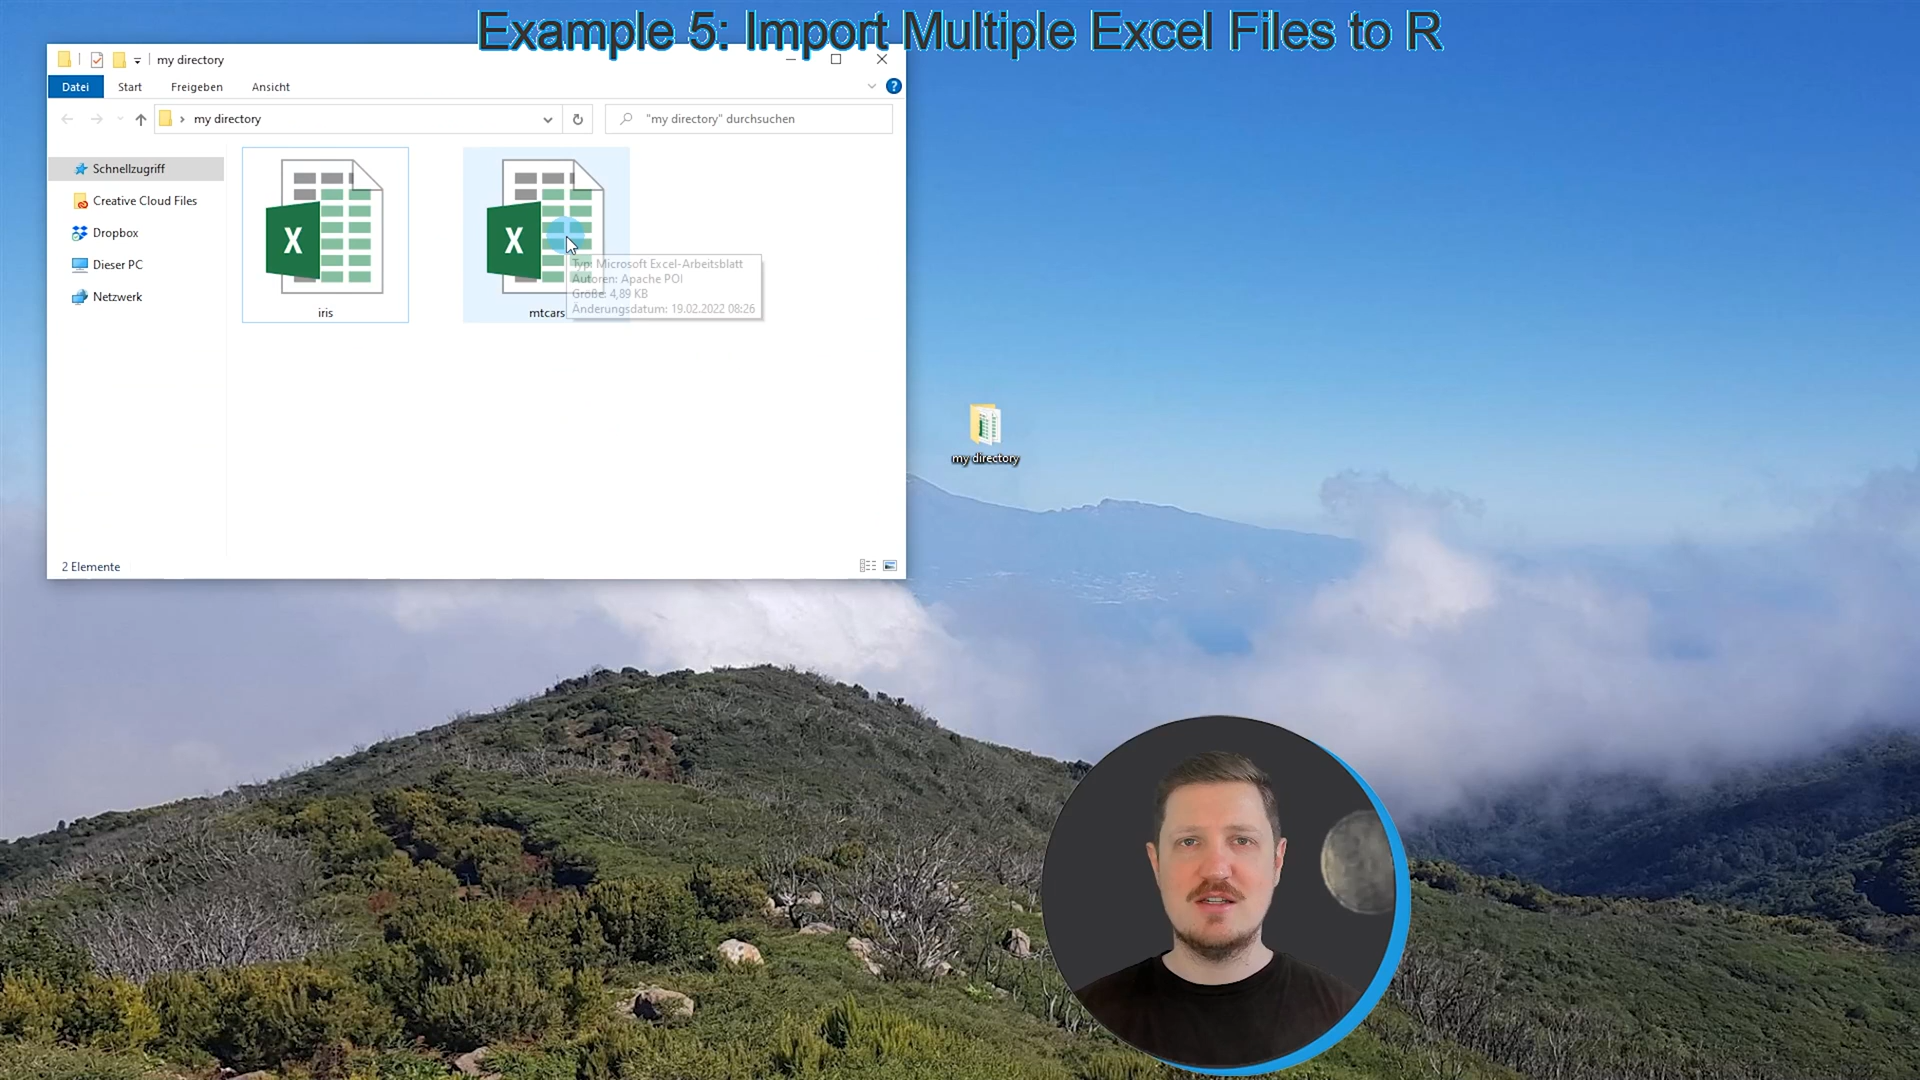 Example 5: Import Multiple Excel Files to R
my directory
Datei Start Freigeben Ansicht
my directory
"my directory" durchsuchen
Schnellzugriff
Creative Cloud Files
Dropbox
Dieser PC
Netzwerk
X
X
Typ: Microsoft Excel-Arbeitsblatt
Autoren: Apache POI
Größe: 4,89 KB
Änderungsdatum: 19.02.2022 08:26
iris
mtcars
my directory
2 Elemente